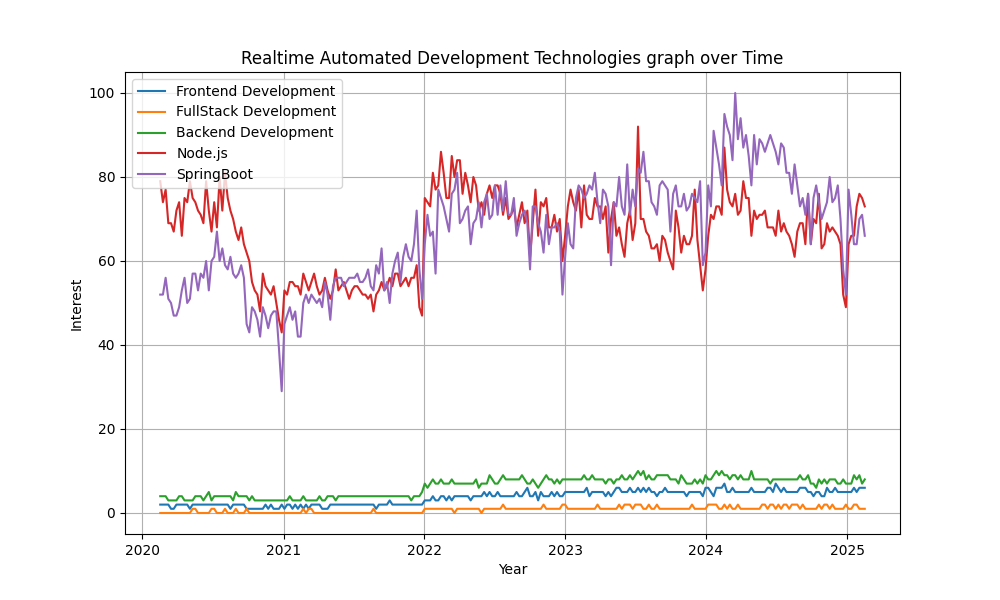 Realtime Automated Development Technologies graph over Time
Frontend Development
FullStack Development
Backend Development
Node.js
SpringBoot
100
80
60
40
20
0
Interest
2020
2021
2022
2023
2024
2025
Year